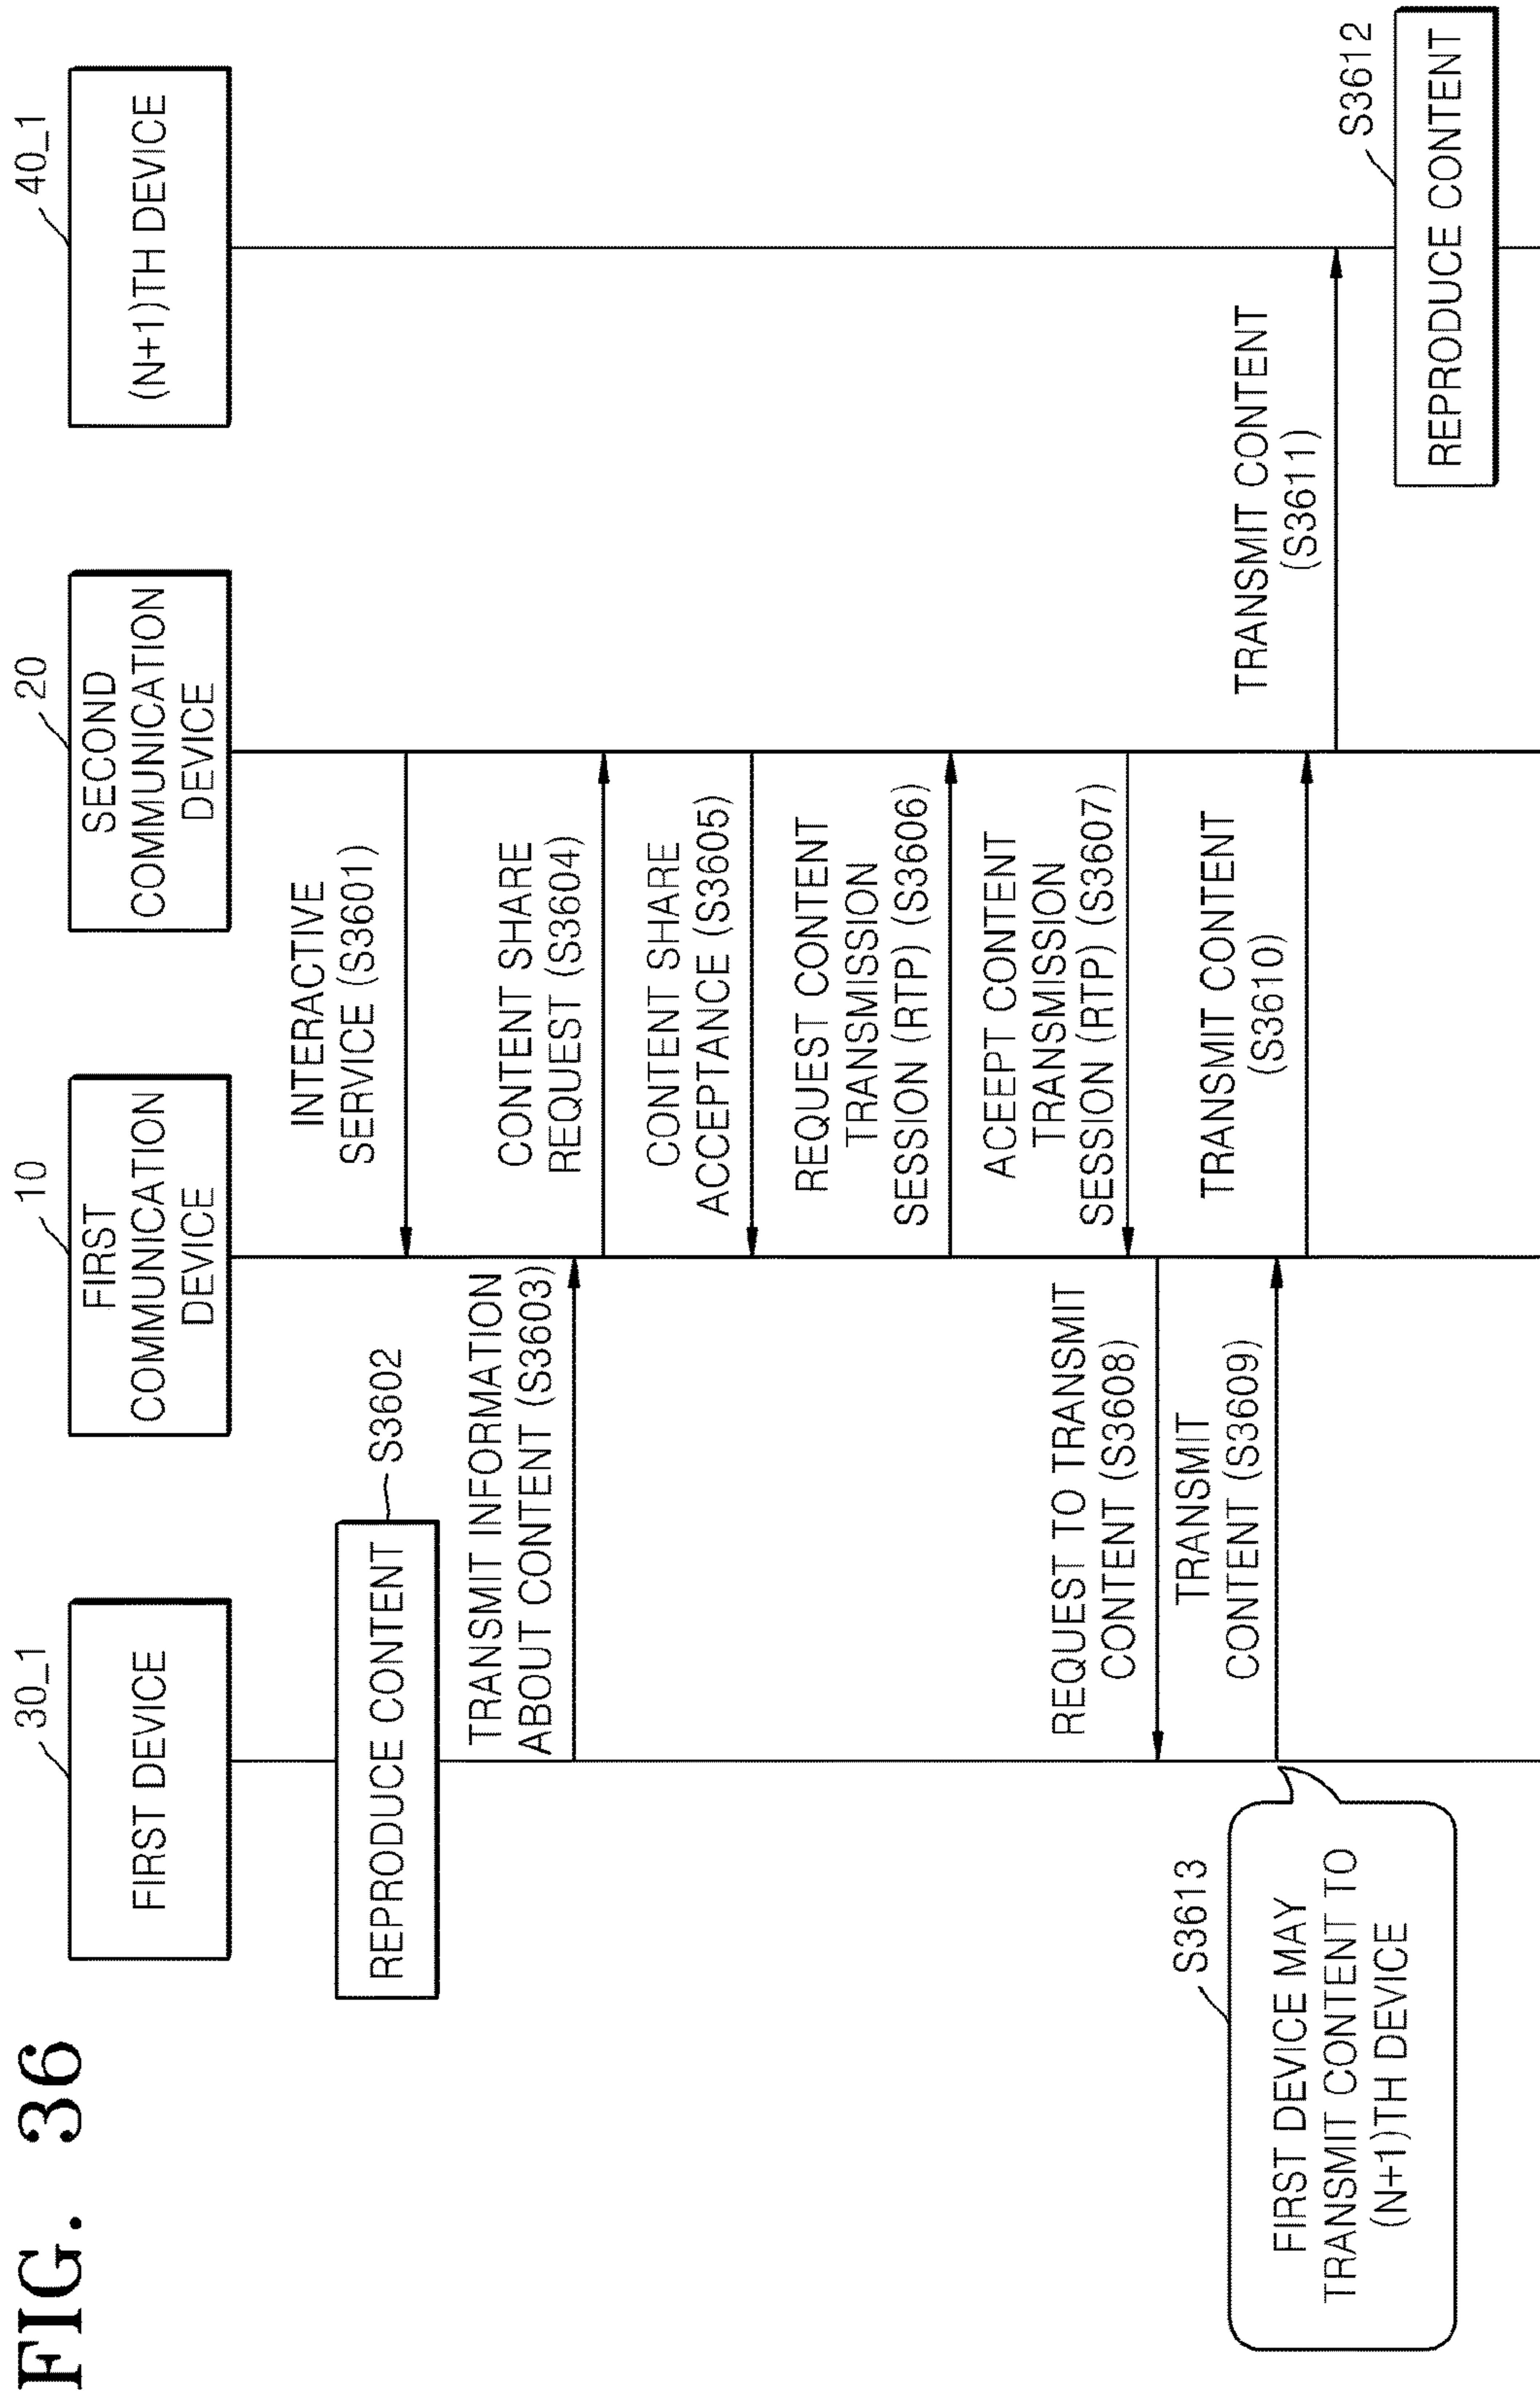 FIG. 36
30_1
10
20
40_1
FIRST DEVICE
FIRST
COMMUNICATION
DEVICE
SECOND
COMMUNICATION
DEVICE
(N+1)TH DEVICE
INTERACTIVE
SERVICE (S3601)
REPRODUCE CONTENT
S3602
TRANSMIT INFORMATION
ABOUT CONTENT (S3603)
CONTENT SHARE
REQUEST (S3604)
CONTENT SHARE
ACCEPTANCE (S3605)
REQUEST CONTENT
TRANSMISSION
SESSION (RTP) (S3606)
ACEEPT CONTENT
TRANSMISSION
SESSION (RTP) (S3607)
REQUEST TO TRANSMIT
CONTENT (S3608)
TRANSMIT
CONTENT (S3609)
TRANSMIT CONTENT
(S3610)
TRANSMIT CONTENT
(S3611)
S3612
REPRODUCE CONTENT
S3613
FIRST DEVICE MAY
TRANSMIT CONTENT TO
(N+1)TH DEVICE